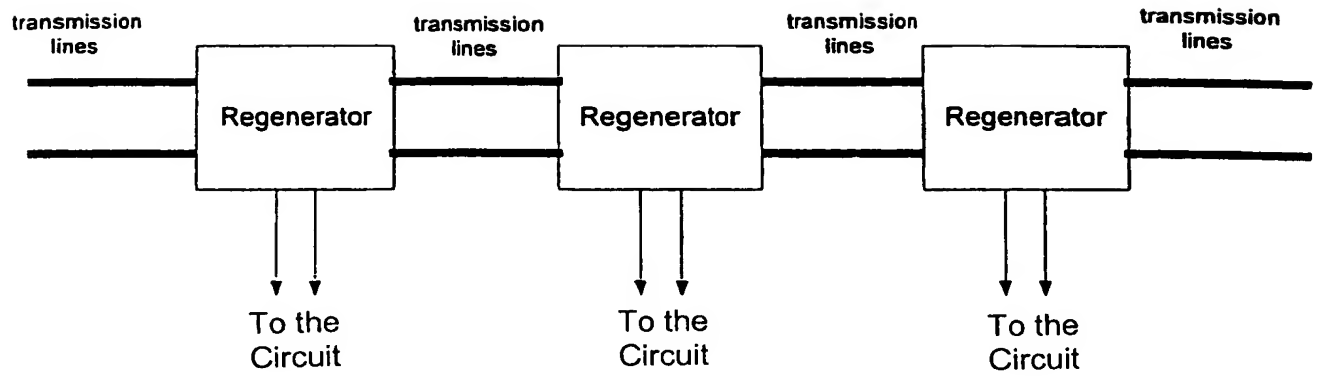 transmission
lines
transmission
lines
transmission
lines
transmission
lines
Regenerator
Regenerator
Regenerator
To the
Circuit
To the
Circuit
To the
Circuit